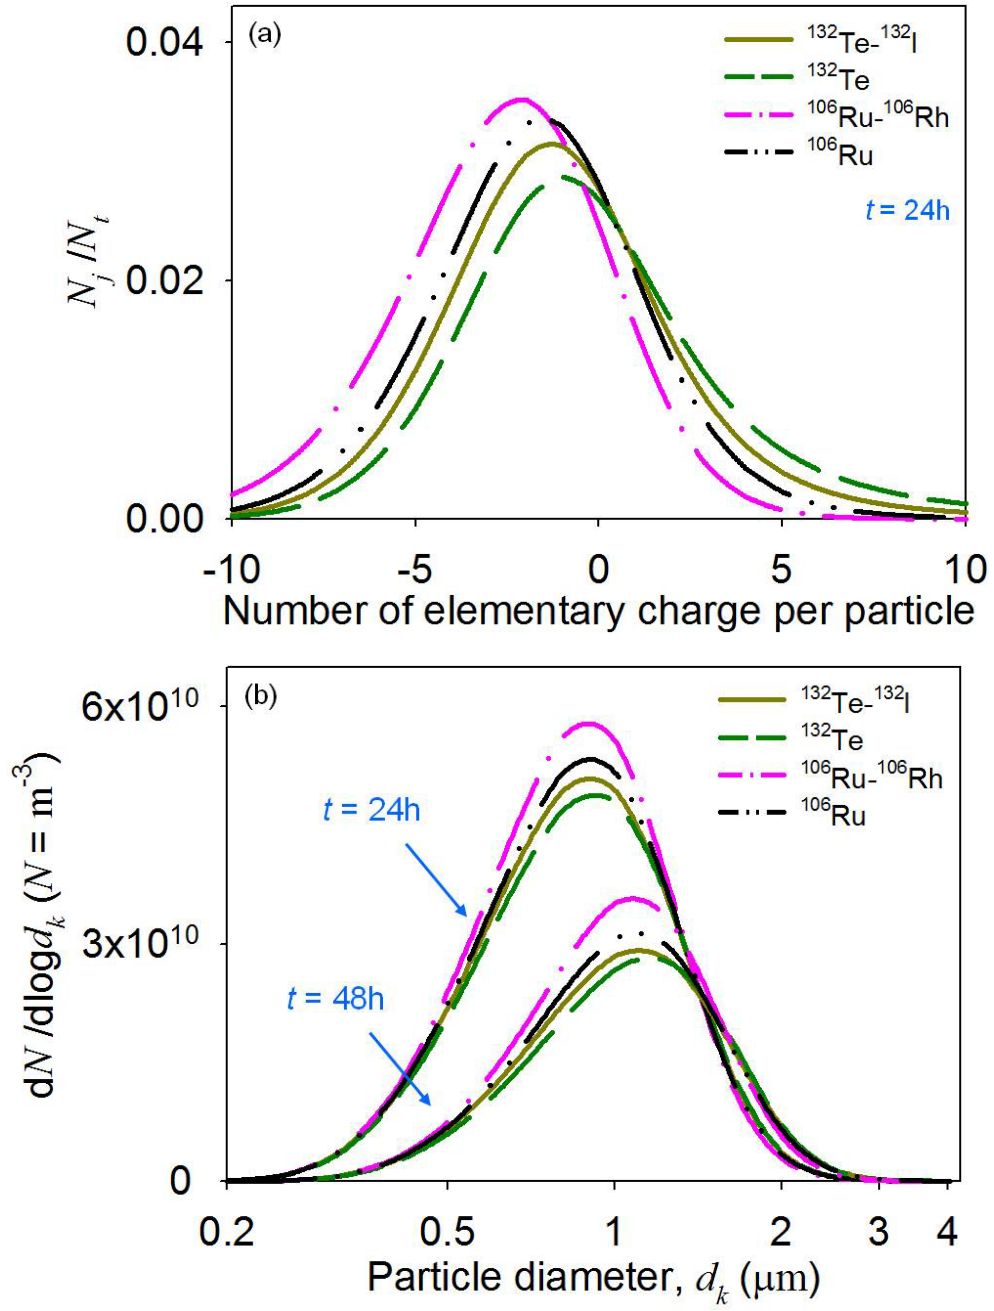 (a)
¹³²Te-¹³²I
¹³²Te
¹⁰⁶Ru-¹⁰⁶Rh
¹⁰⁶Ru
t = 24h
0.04
0.02
0.00
Nⱼ /Nₜ
-10 -5 0 5 10
Number of elementary charge per particle
(b)
¹³²Te-¹³²I
¹³²Te
¹⁰⁶Ru-¹⁰⁶Rh
¹⁰⁶Ru
t = 24h
t = 48h
6x10¹⁰
3x10¹⁰
0
dN /dlogdₖ (N = m⁻³)
0.2 0.5 1 2 3 4
Particle diameter, dₖ (μm)